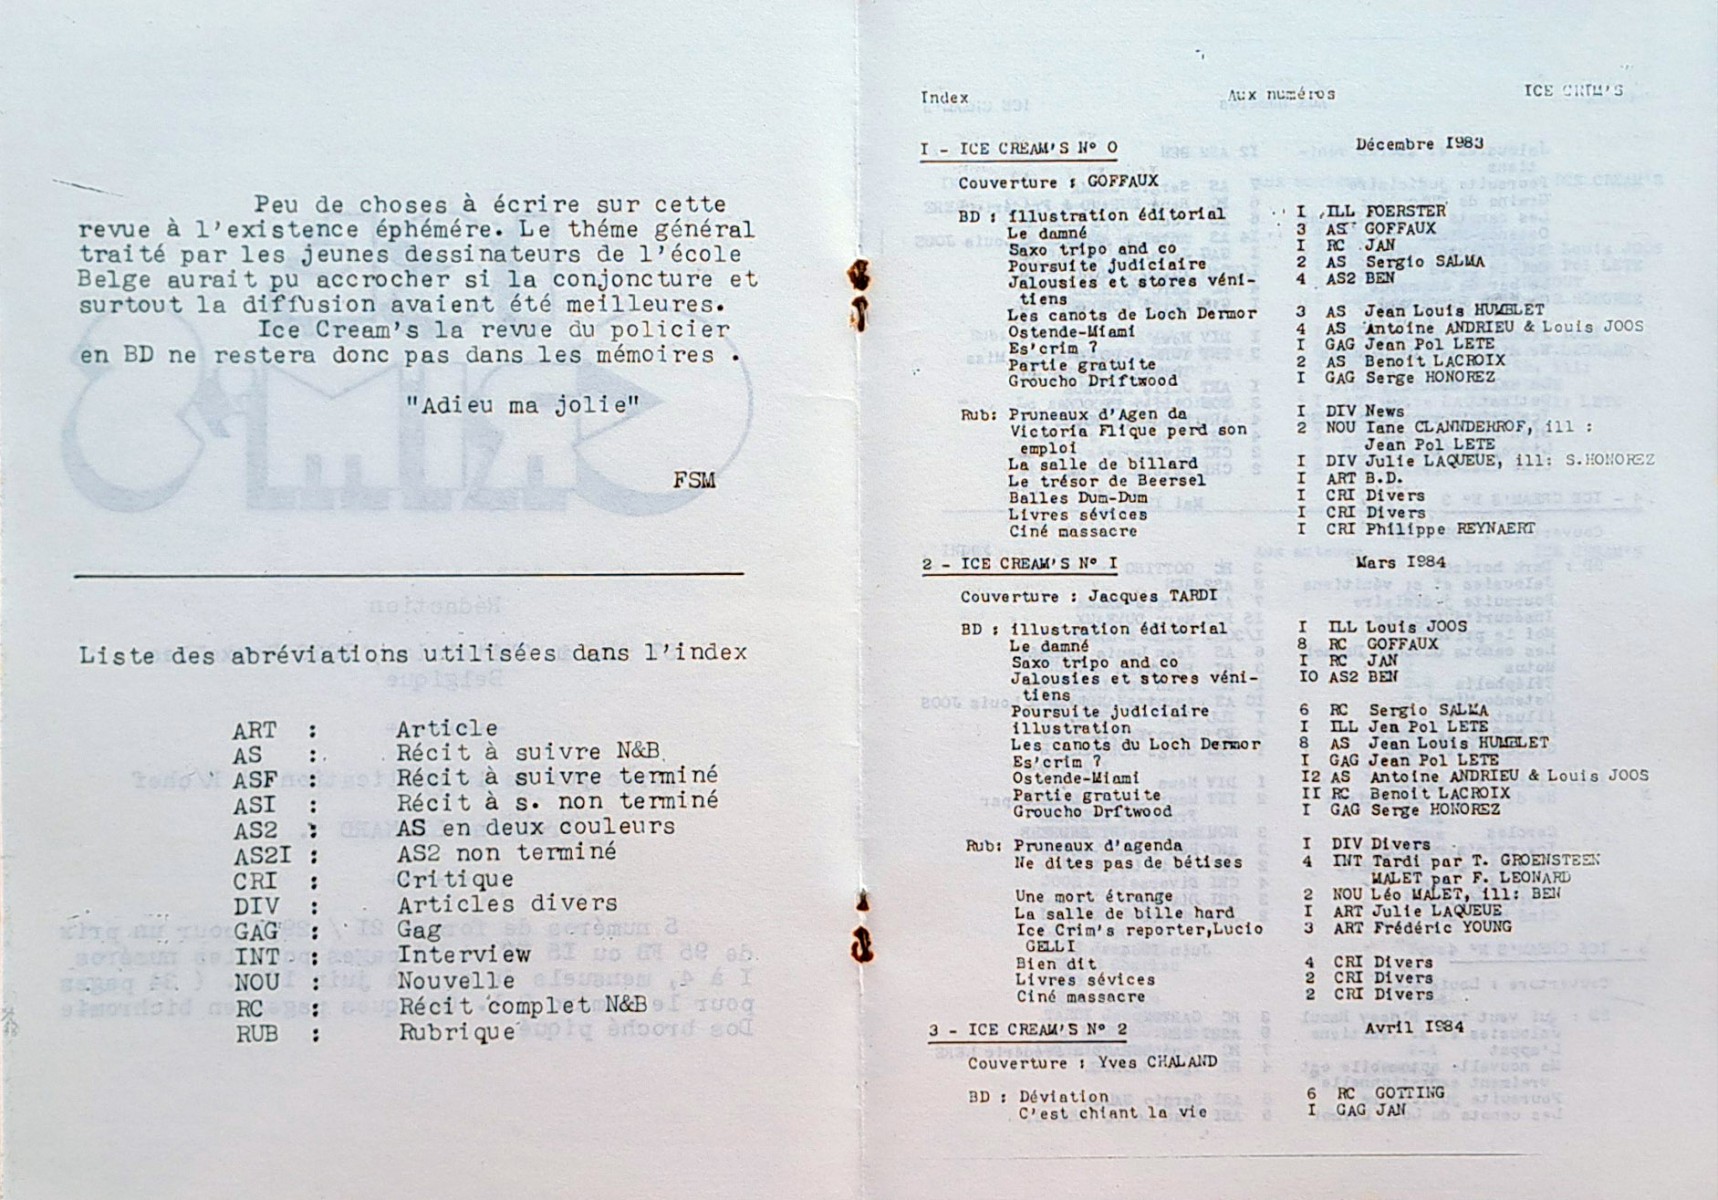 Peu de choses à écrire sur cette
revue à l'existence éphémére. Le théme général
traité par les jeunes dessinateurs de l'école
Belge aurait pu accrocher si la conjoncture et
surtout la diffusion avaient été meilleures.
Ice Cream's la revue du policier
en BD ne restera donc pas dans les mémoires .
"Adieu ma jolie"
FSM
Liste des abréviations utilisées dans l'index
ART : Article
AS : Récit à suivre N&B
ASF : Récit à suivre terminé
ASI : Récit à s. non terminé
AS2 : AS en deux couleurs
AS2I : AS2 non terminé
CRI : Critique
DIV : Articles divers
GAG : Gag
INT : Interview
NOU : Nouvelle
RC : Récit complet N&B
RUB : Rubrique
Index Aux numéros ICE CRIM'S
I - ICE CREAM'S N° O Décembre I983
Couverture : GOFFAUX
BD : illustration éditorial I ILL FOERSTER
Le damné 3 AS GOFFAUX
Saxo tripo and co I RC JAN
Poursuite judiciaire 2 AS Sergio SALMA
Jalousies et stores véni- 4 AS2 BEN
tiens
Les canots de Loch Dermor 3 AS Jean Louis HUMBLET
Ostende-Miami 4 AS Antoine ANDRIEU & Louis JOOS
Es'crim ? I GAG Jean Pol LETE
Partie gratuite 2 AS Benoit LACROIX
Groucho Driftwood I GAG Serge HONOREZ
Rub: Pruneaux d'Agen da I DIV News
Victoria Flique perd son 2 NOU Iane CLANNDEHROF, ill :
emploi Jean Pol LETE
La salle de billard I DIV Julie LAQUEUE, ill: S.HONOREZ
Le trésor de Beersel I ART B.D.
Balles Dum-Dum I CRI Divers
Livres sévices I CRI Divers
Ciné massacre I CRI Philippe REYNAERT
2 - ICE CREAM'S N° I Mars I984
Couverture : Jacques TARDI
BD : illustration éditorial I ILL Louis JOOS
Le damné 8 RC GOFFAUX
Saxo tripo and co I RC JAN
Jalousies et stores véni- IO AS2 BEN
tiens
Poursuite judiciaire 6 RC Sergio SALMA
illustration I ILL Jea Pol LETE
Les canots du Loch Dermor 8 AS Jean Louis HUMBLET
Es'crim ? I GAG Jean Pol LETE
Ostende-Miami I2 AS Antoine ANDRIEU & Louis JOOS
Partie gratuite II RC Benoit LACROIX
Groucho Drftwood I GAG Serge HONOREZ
Rub: Pruneaux d'agenda I DIV Divers
Ne dites pas de bétises 4 INT Tardi par T. GROENSTEEN
MALET par F. LEONARD
Une mort étrange 2 NOU Léo MALET, ill: BEN
La salle de bille hard I ART Julie LAQUEUE
Ice Crim's reporter,Lucio 3 ART Frédéric YOUNG
GELLI
Bien dit 4 CRI Divers
Livres sévices 2 CRI Divers
Ciné massacre 2 CRI Divers
3 - ICE CREAM'S N° 2 Avril I984
Couverture : Yves CHALAND
BD : Déviation 6 RC GOTTING
C'est chiant la vie I GAG JAN